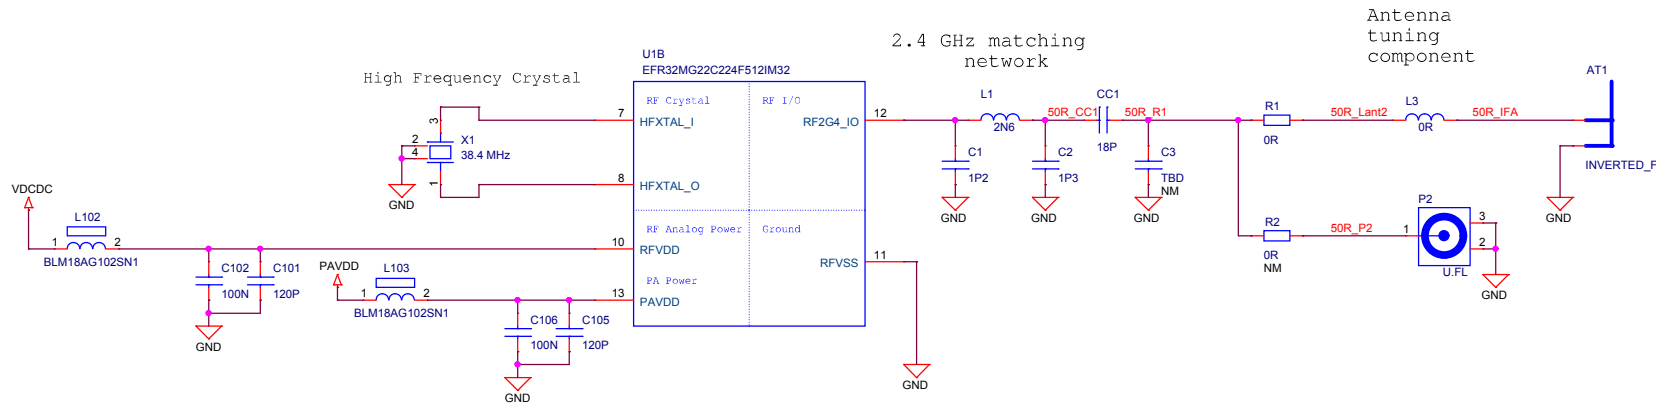 Antenna
tuning
component
2.4 GHz matching
network
High Frequency Crystal
U1B
EFR32MG22C224F512IM32
RF Crystal
RF I/O
HFXTAL_I
7
RF2G4_IO
12
HFXTAL_O
8
RF Analog Power
Ground
RFVDD
10
RFVSS
11
PA Power
PAVDD
13
3
2
4
1
X1
38.4 MHz
GND
VDCDC
L102
1
2
BLM18AG102SN1
C102
100N
C101
120P
GND
PAVDD
L103
1
2
BLM18AG102SN1
C106
100N
C105
120P
GND
GND
L1
2N6
C1
1P2
GND
50R_CC1
C2
1P3
GND
CC1
18P
50R_R1
C3
TBD
NM
GND
R1
0R
50R_Lant2
L3
0R
50R_IFA
AT1
INVERTED_F
GND
R2
0R
NM
50R_P2
P2
1
3
2
U.FL
GND